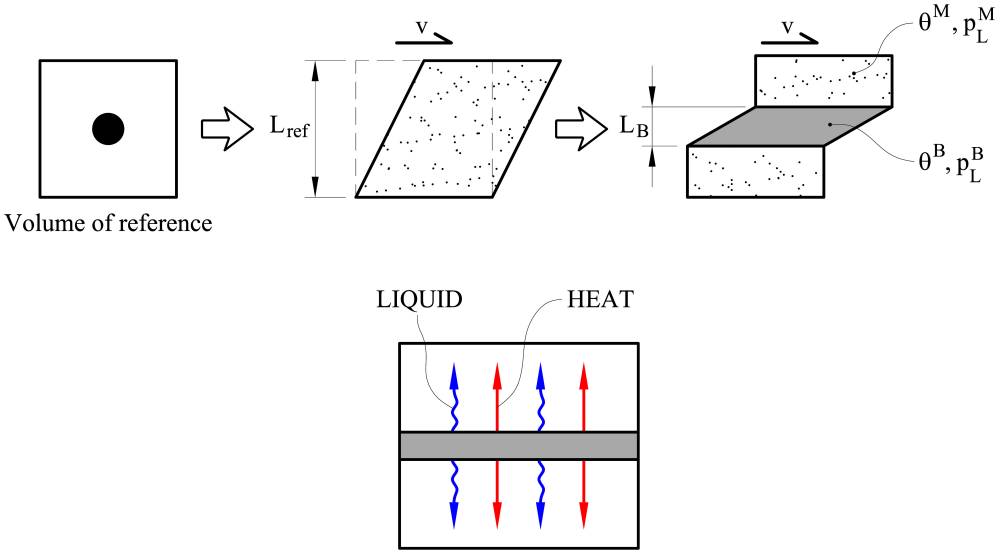 v
v
θ^M, p_L^M
L_ref
L_B
θ^B, p_L^B
Volume of reference
LIQUID
HEAT